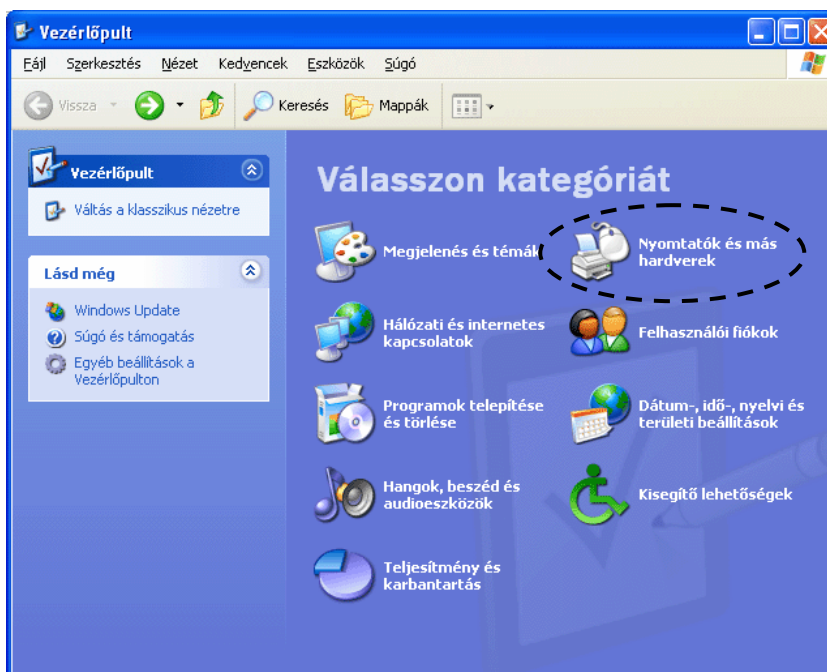 Vezérlőpult
Fájl Szerkesztés Nézet Kedvencek Eszközök Súgó
Vissza Keresés Mappák
Vezérlőpult
Váltás a klasszikus nézetre
Lásd még
Windows Update
Súgó és támogatás
Egyéb beállítások a
Vezérlőpulton
Válasszon kategóriát
Megjelenés és témák
Nyomtatók és más
hardverek
Hálózati és internetes
kapcsolatok
Felhasználói fiókok
Programok telepítése
és törlése
Dátum-, idő-, nyelvi és
területi beállítások
Hangok, beszéd és
audioeszközök
Kisegítő lehetőségek
Teljesítmény és
karbantartás